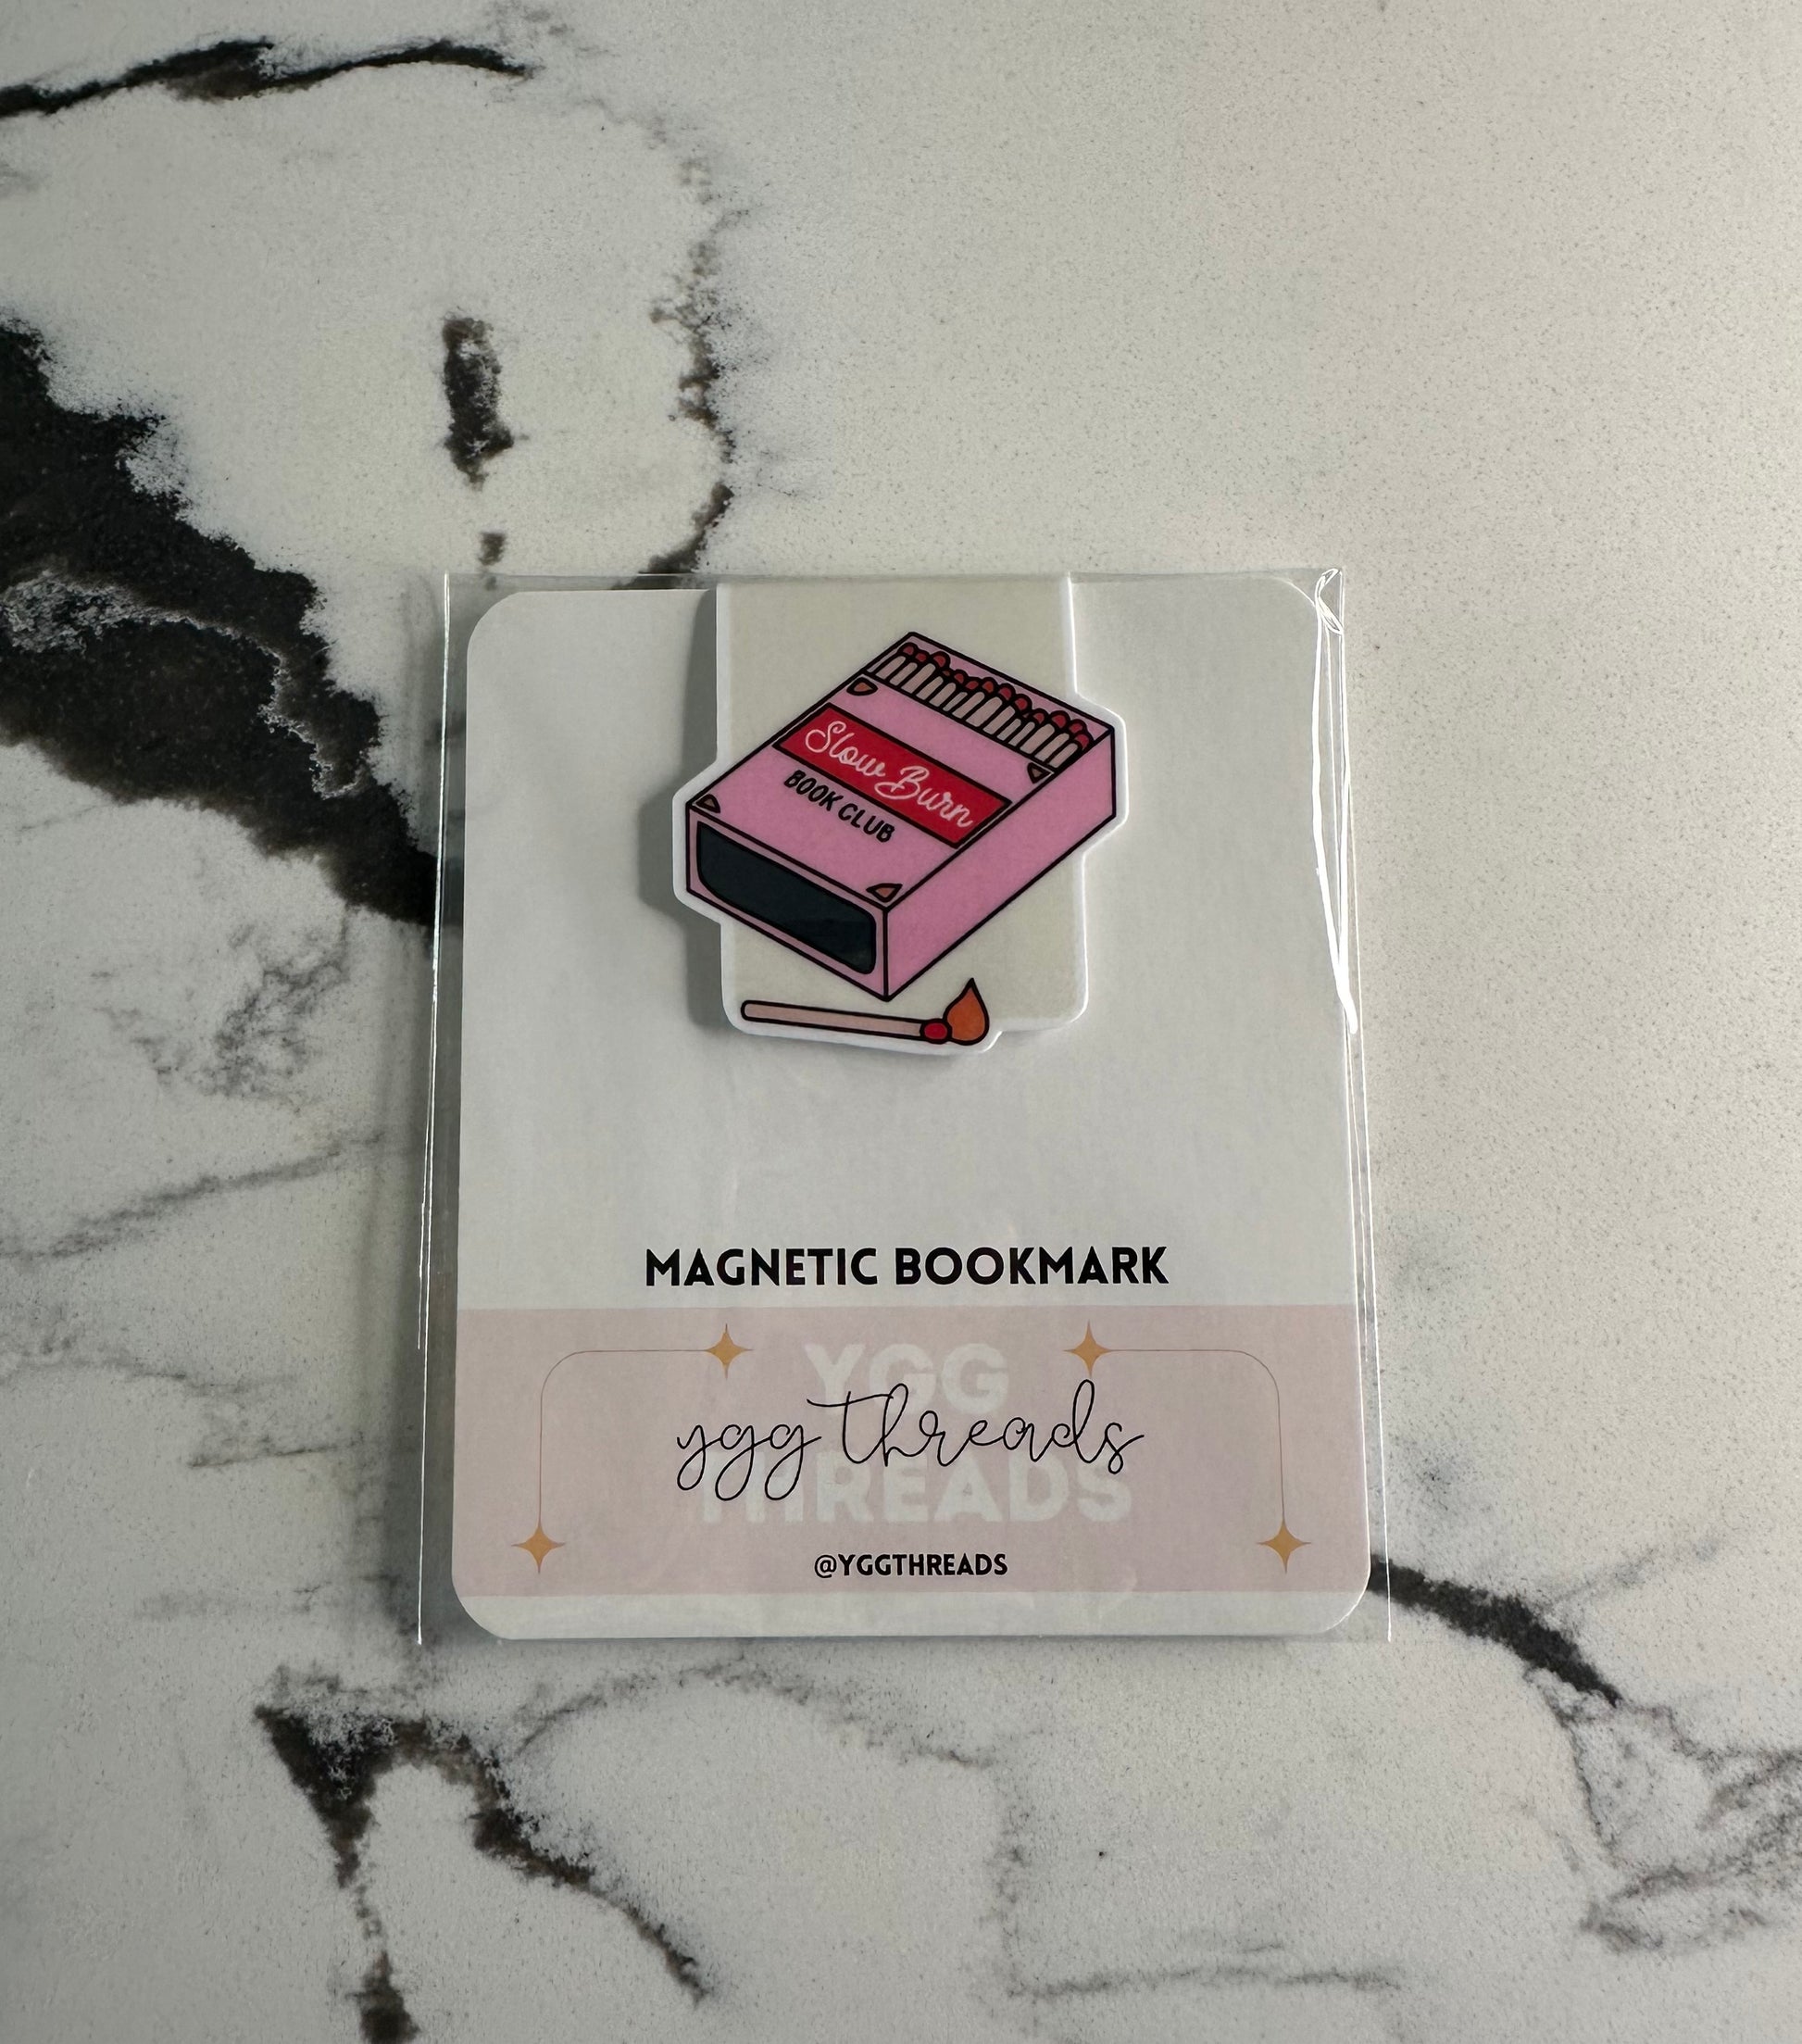 Slow Burn
BOOK CLUB
MAGNETIC BOOKMARK
YGG
ygg threads
THREADS
@YGGTHREADS